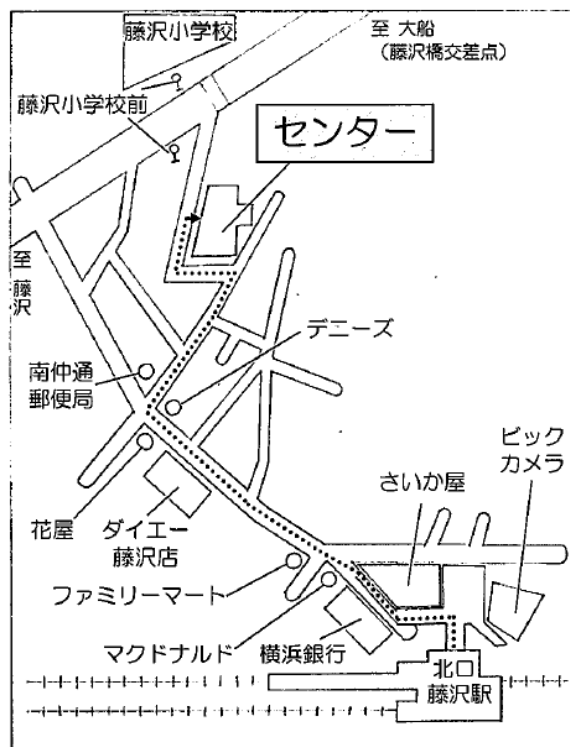 藤沢小学校
至 大船
(藤沢橋交差点)
藤沢小学校前
センター
至
藤沢
デニーズ
南仲通
郵便局
ビック
カメラ
さいか屋
花屋
ダイエー
藤沢店
ファミリーマート
マクドナルド
横浜銀行
北口
藤沢駅